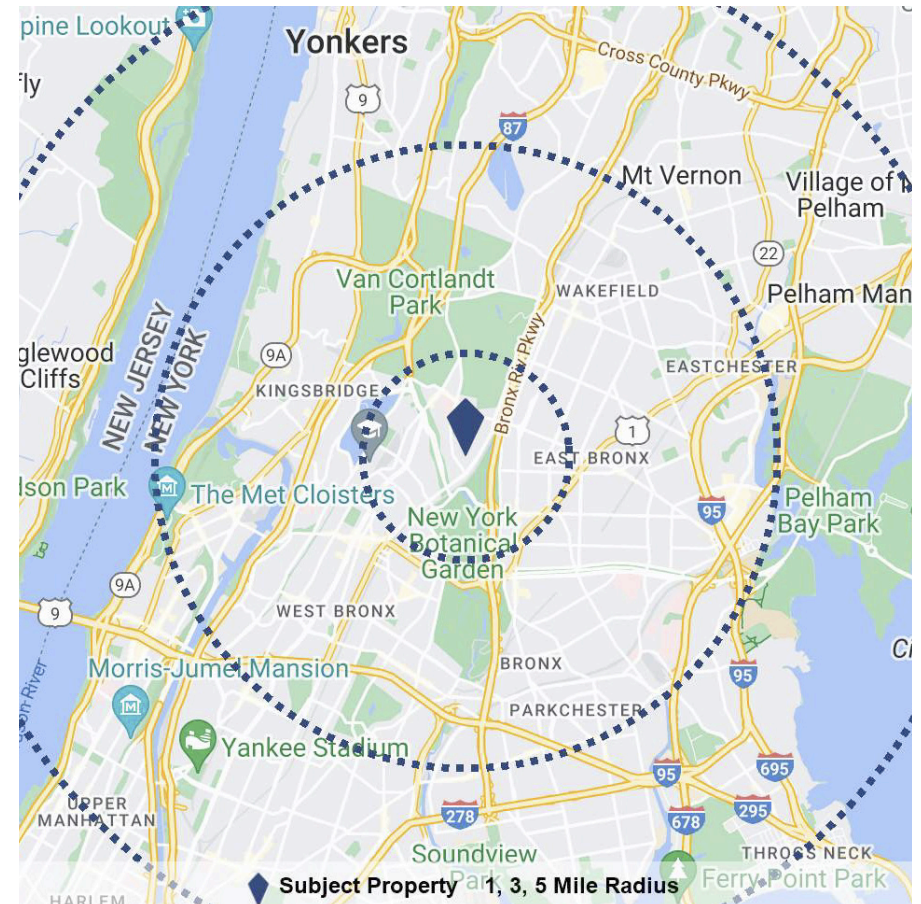 pine Lookout
Yonkers
Cross County Pkwy
fly
9
87
Mt Vernon
Village of
Pelham
22
Van Cortlandt
Park
WAKEFIELD
Pelham Man
NEW JERSEY
NEW YORK
Bronx Riv Pkwy
glewood
Cliffs
9A
KINGSBRIDGE
EASTCHESTER
1
EAST BRONX
dson Park
The Met Cloisters
95
Pelham
Bay Park
New York
Botanical
Garden
9A
9
WEST BRONX
Morris-Jumel Mansion
BRONX
95
PARKCHESTER
son River
Yankee Stadium
95
695
UPPER
MANHATTAN
278
678
295
Soundview
Park
THROGS NECK
Ferry Point Park
HARLEM
Subject Property 1, 3, 5 Mile Radius